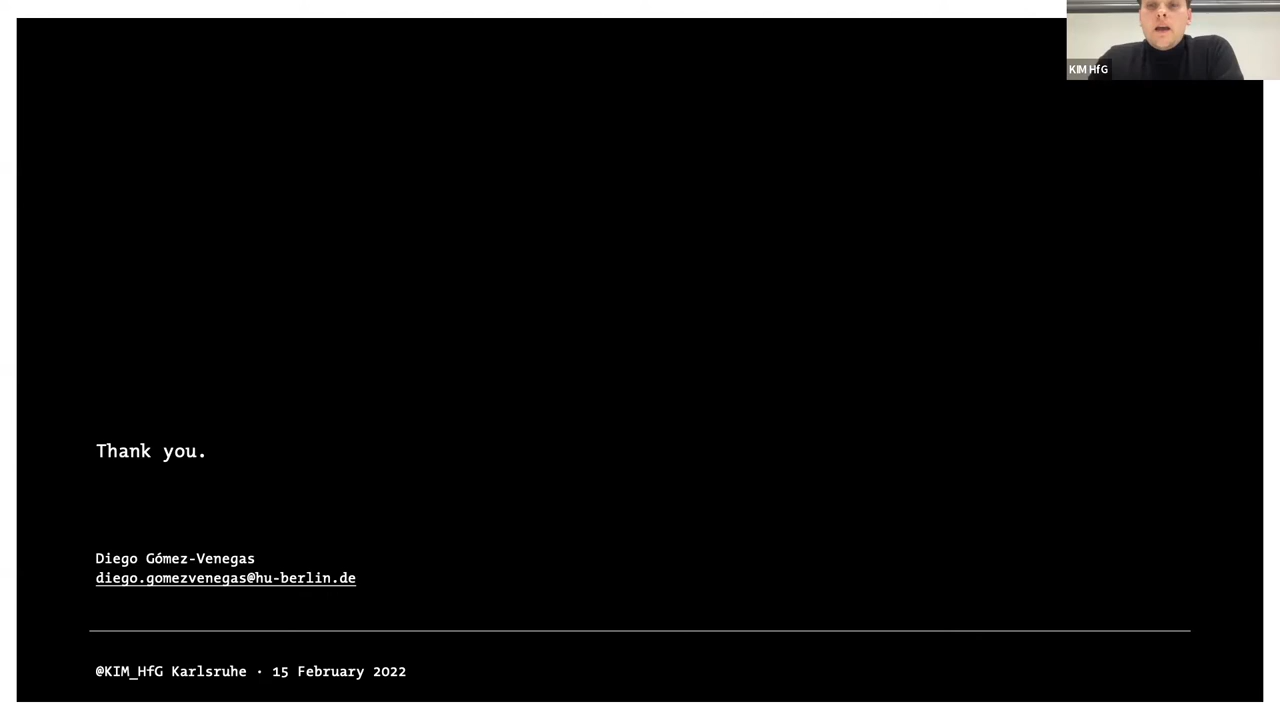 KIM HfG
Thank you.
Diego Gómez-Venegas
diego.gomezvenegas@hu-berlin.de
@KIM_HfG Karlsruhe · 15 February 2022